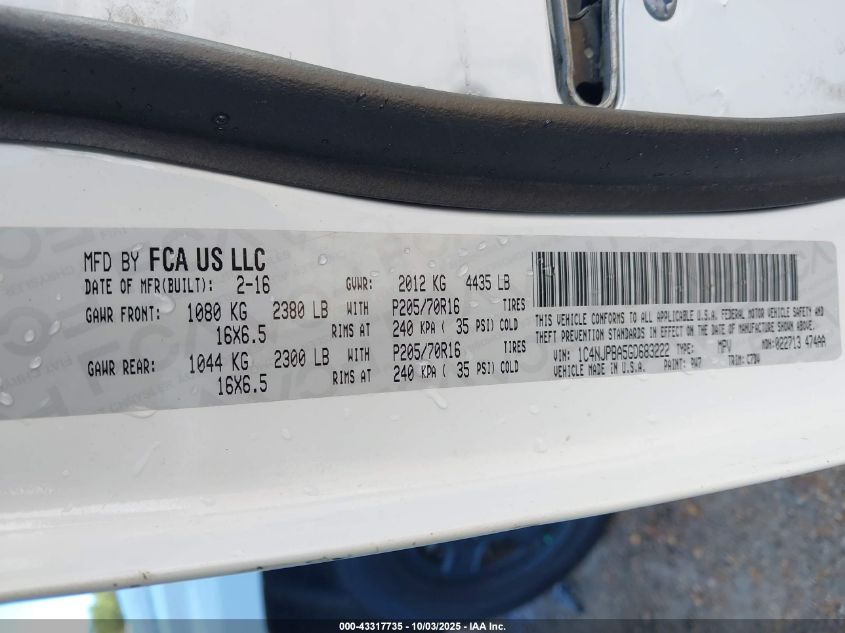 MFD BY FCA US LLC
DATE OF MFR(BUILT): 2-16 GVWR: 2012 KG 4435 LB
GAWR FRONT: 1080 KG 2380 LB WITH P205/70R16 TIRES
16X6.5 RIMS AT 240 KPA ( 35 PSI) COLD
GAWR REAR: 1044 KG 2300 LB WITH P205/70R16 TIRES
16X6.5 RIMS AT 240 KPA ( 35 PSI) COLD
THIS VEHICLE CONFORMS TO ALL APPLICABLE U.S.A. FEDERAL MOTOR VEHICLE SAFETY AND
THEFT PREVENTION STANDARDS IN EFFECT ON THE DATE OF MANUFACTURE SHOWN ABOVE.
VIN: 1C4NJPBA5GD683222 TYPE: MPV MDH:022713 474AA
VEHICLE MADE IN U.S.A. PAINT: PW7 TRIM:
000-43317735 - 10/03/2025 - IAA Inc.